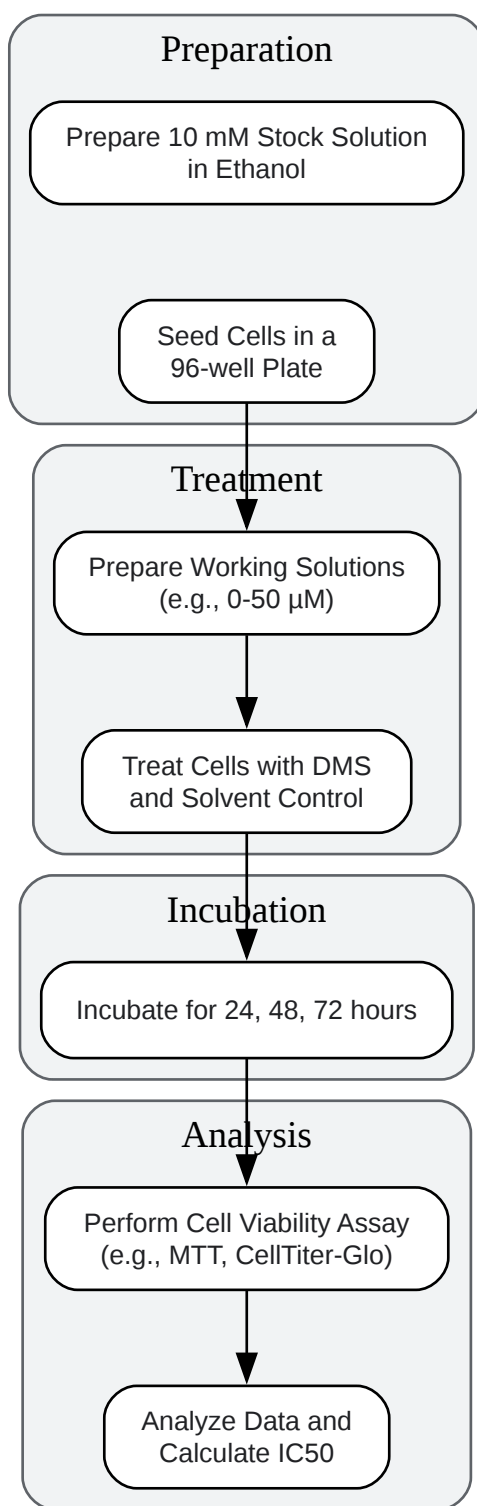 Preparation
Prepare 10 mM Stock Solution
in Ethanol
Seed Cells in a
96-well Plate
Treatment
Prepare Working Solutions
(e.g., 0-50 µM)
Treat Cells with DMS
and Solvent Control
Incubation
Incubate for 24, 48, 72 hours
Analysis
Perform Cell Viability Assay
(e.g., MTT, CellTiter-Glo)
Analyze Data and
Calculate IC50